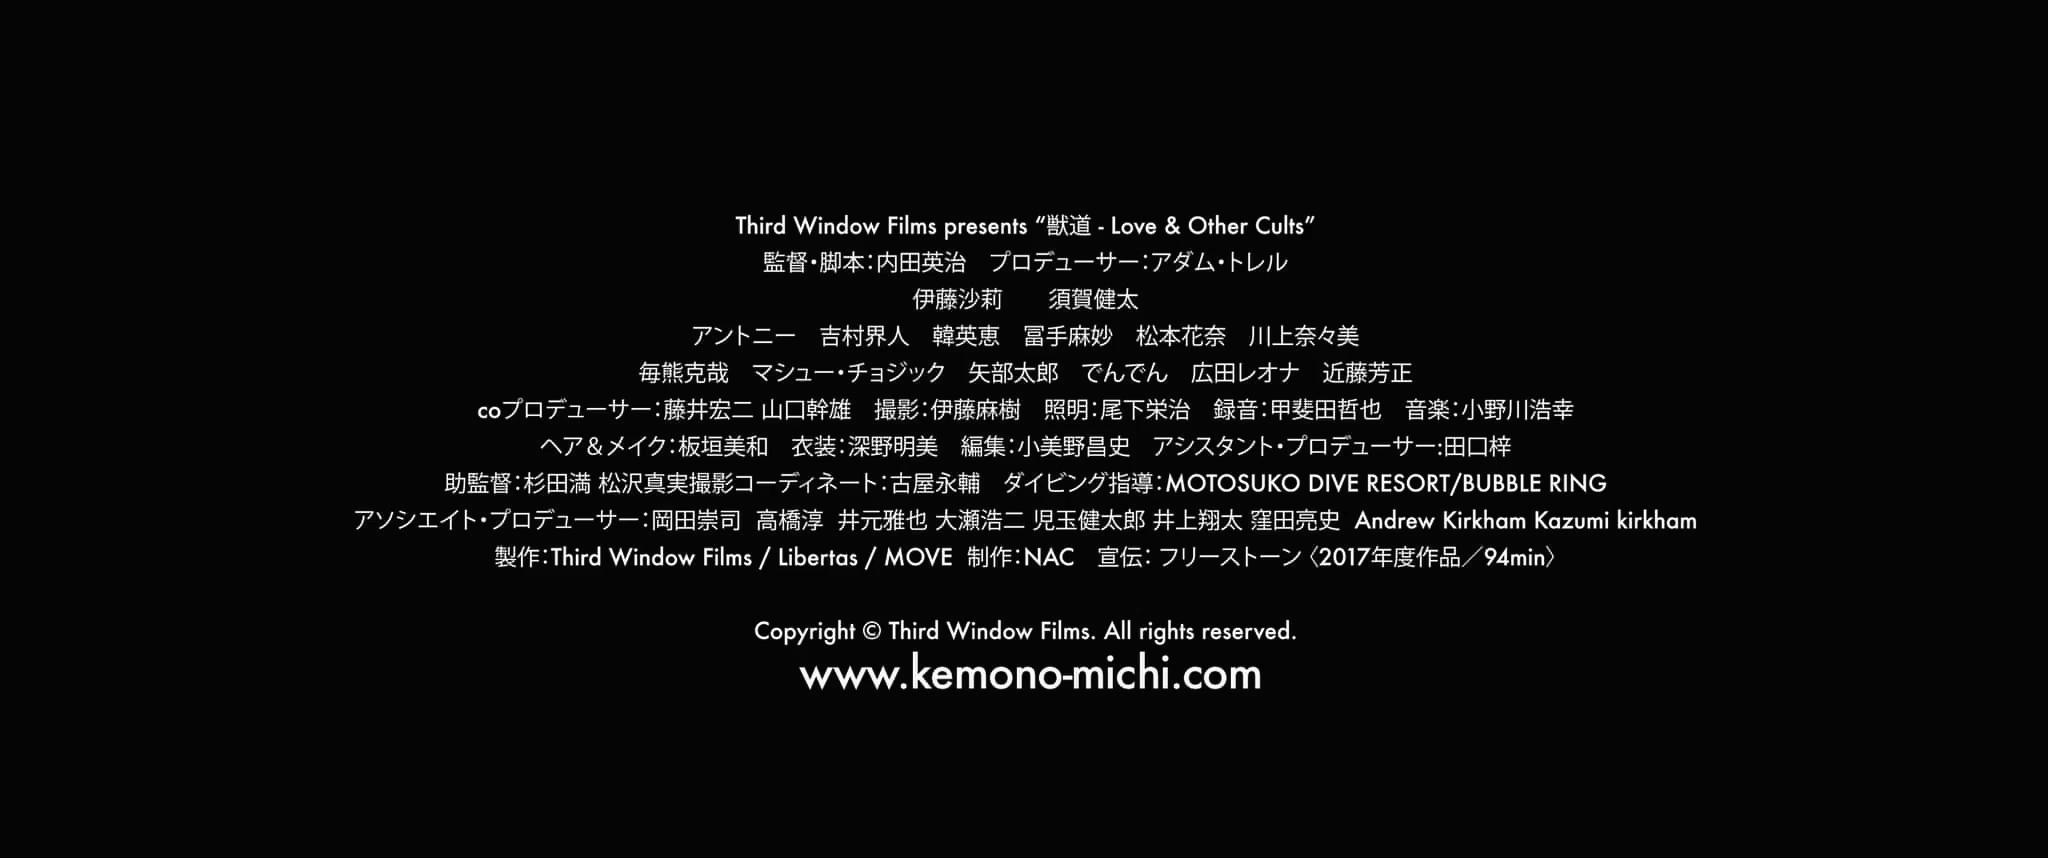 Third Window Films presents “獣道 - Love & Other Cults”
監督・脚本：内田英治　プロデューサー：アダム・トレル
伊藤沙莉　　須賀健太
アントニー　吉村界人　韓英恵　冨手麻妙　松本花奈　川上奈々美
毎熊克哉　マシュー・チョジック　矢部太郎　でんでん　広田レオナ　近藤芳正
coプロデューサー：藤井宏二 山口幹雄　撮影：伊藤麻樹　照明：尾下栄治　録音：甲斐田哲也　音楽：小野川浩幸
ヘア＆メイク：板垣美和　衣装：深野明美　編集：小美野昌史　アシスタント・プロデューサー：田口梓
助監督：杉田満 松沢真実撮影コーディネート：古屋永輔　ダイビング指導：MOTOSUKO DIVE RESORT/BUBBLE RING
アソシエイト・プロデューサー：岡田崇司 高橋淳 井元雅也 大瀬浩二 児玉健太郎 井上翔太 窪田亮史 Andrew Kirkham Kazumi kirkham
製作：Third Window Films / Libertas / MOVE 制作：NAC　宣伝： フリーストーン〈2017年度作品／94min〉
Copyright © Third Window Films. All rights reserved.
www.kemono-michi.com